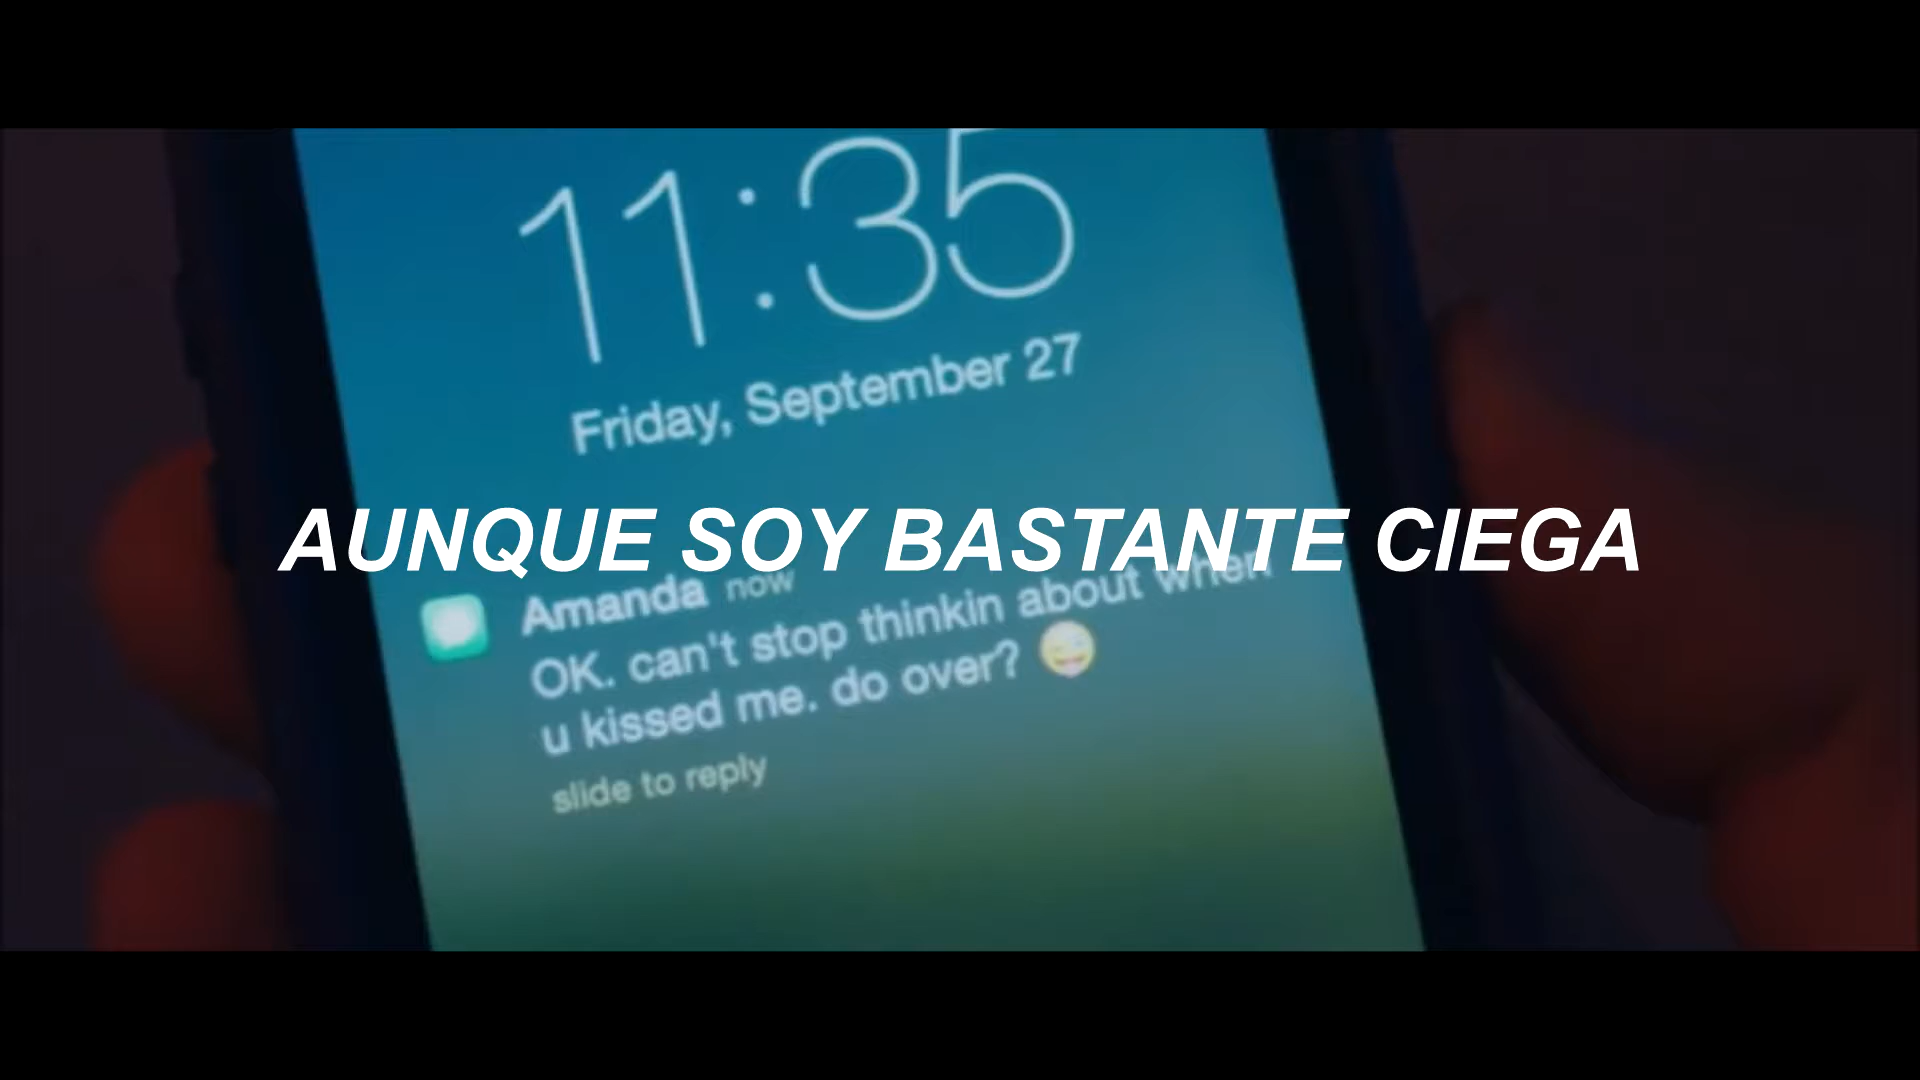 11:35
Friday, September 27
AUNQUE SOY BASTANTE CIEGA
Amanda now
OK. can't stop thinkin about when
u kissed me. do over? 😜
slide to reply